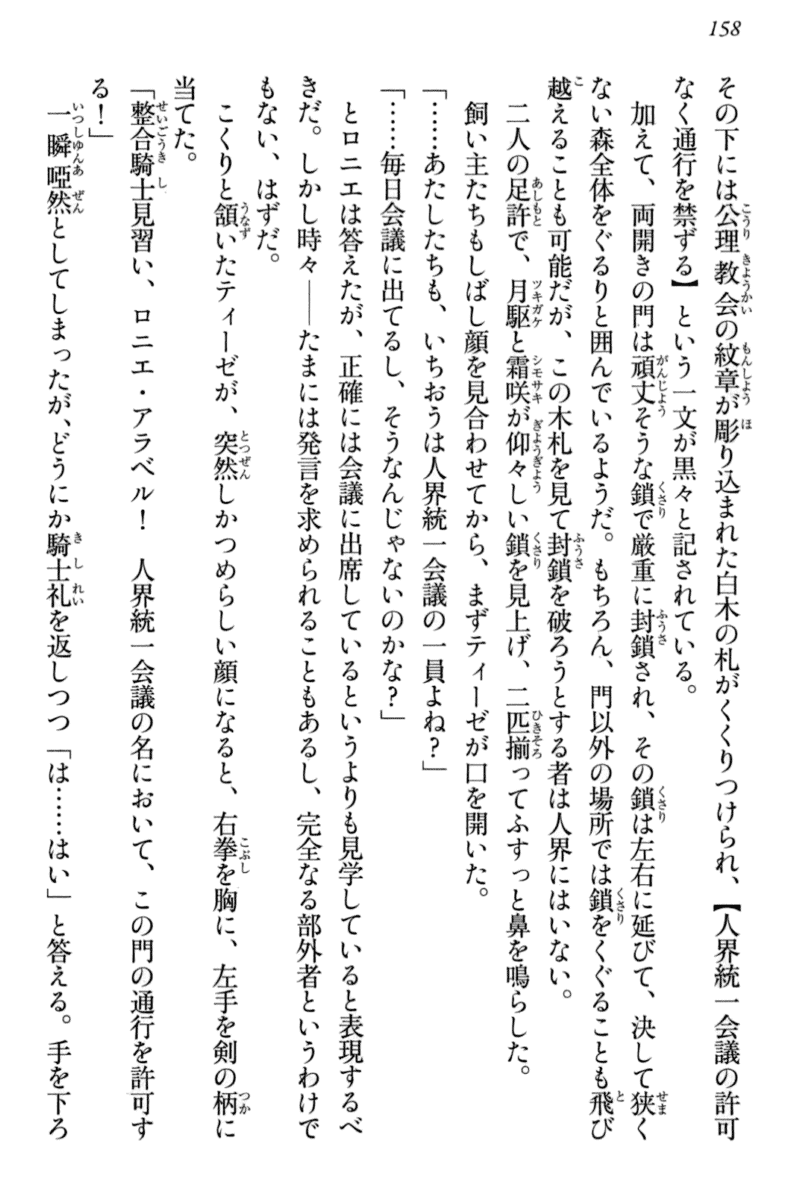 158
その下には公理教会の紋章が彫り込まれた白木の札がくくりつけられ、【人界統一会議の許可
なく通行を禁ずる】という一文が黒々と記されている。
加えて、両開きの門は頑丈そうな鎖で厳重に封鎖され、その鎖は左右に延びて、決して狭く
ない森全体をぐるりと囲んでいるようだ。もちろん、門以外の場所では鎖をくぐることも飛び
越えることも可能だが、この木札を見て封鎖を破ろうとする者は人界にはいない。
二人の足許で、月駆と霜咲が仰々しい鎖を見上げ、二匹揃ってふすっと鼻を鳴らした。
飼い主たちもしばし顔を見合わせてから、まずティーゼが口を開いた。
「……あたしたちも、いちおうは人界統一会議の一員よね?」
「……毎日会議に出てるし、そうなんじゃないのかな?」
とロニエは答えたが、正確には会議に出席しているというよりも見学していると表現するべ
きだ。しかし時々――たまには発言を求められることもあるし、完全なる部外者というわけで
もない、はずだ。
こくりと頷いたティーゼが、突然しかつめらしい顔になると、右拳を胸に、左手を剣の柄に
当てた。
「整合騎士見習い、ロニエ・アラベル! 人界統一会議の名において、この門の通行を許可す
る!」
一瞬啞然としてしまったが、どうにか騎士礼を返しつつ「は……はい」と答える。手を下ろ